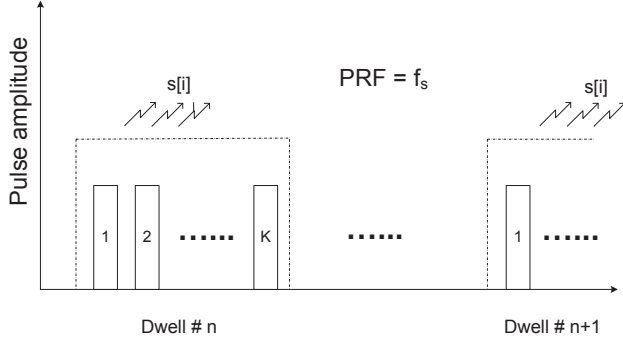 Pulse amplitude
s[i]
PRF = fₛ
s[i]
1 2 ...... K ...... 1 ......
Dwell # n
Dwell # n+1